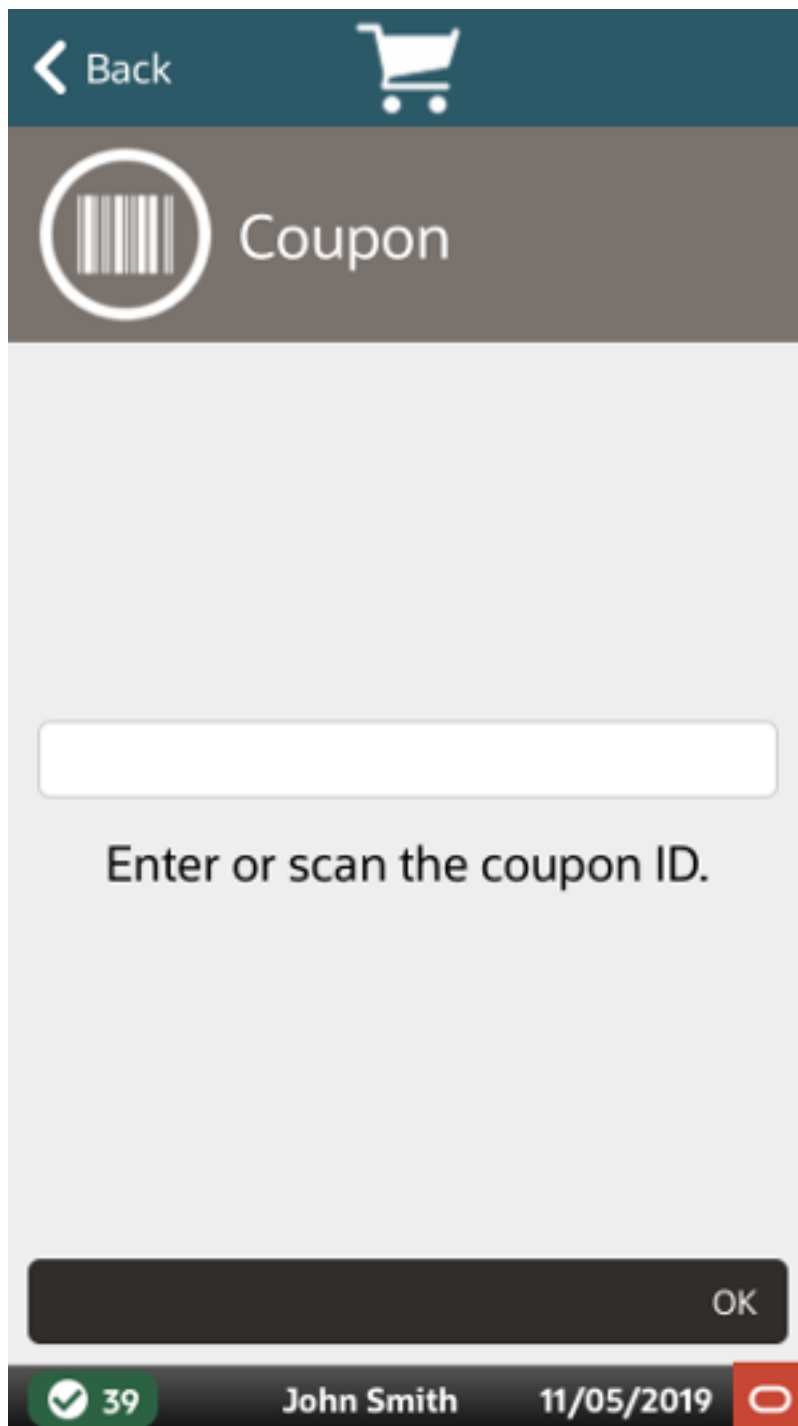 Back
Coupon
Enter or scan the coupon ID.
OK
39 John Smith 11/05/2019